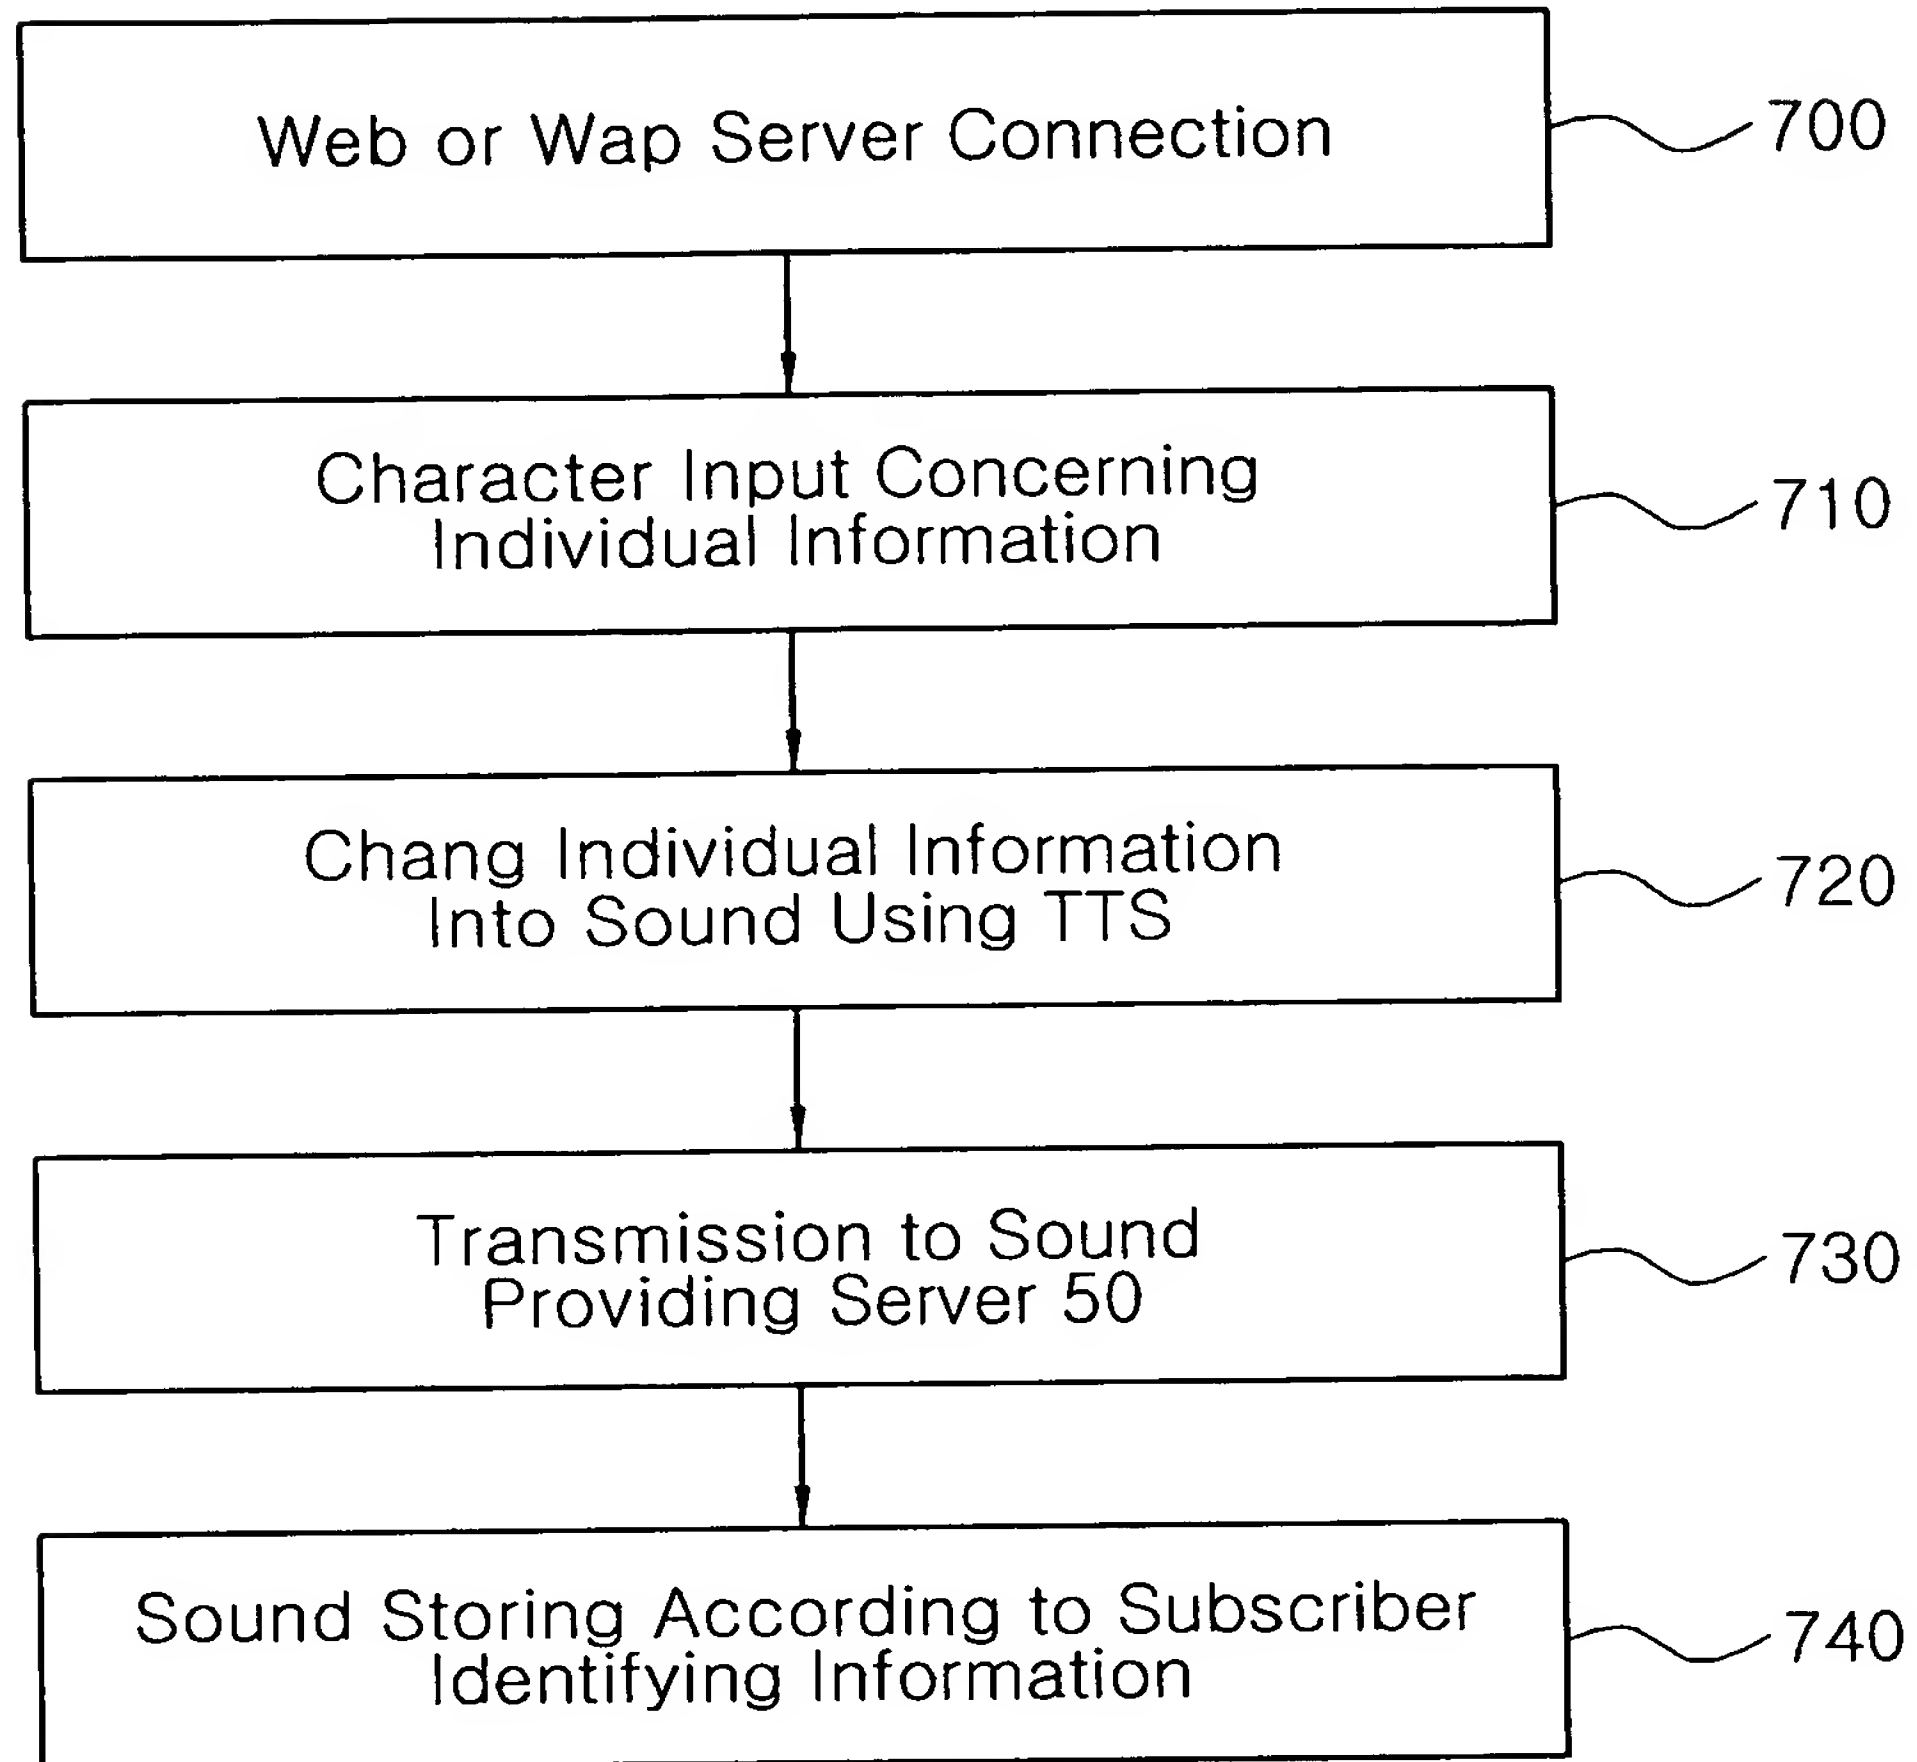 Web or Wap Server Connection
700
Character Input Concerning
Individual Information
710
Chang Individual Information
Into Sound Using TTS
720
Transmission to Sound
Providing Server 50
730
Sound Storing According to Subscriber
Identifying Information
740